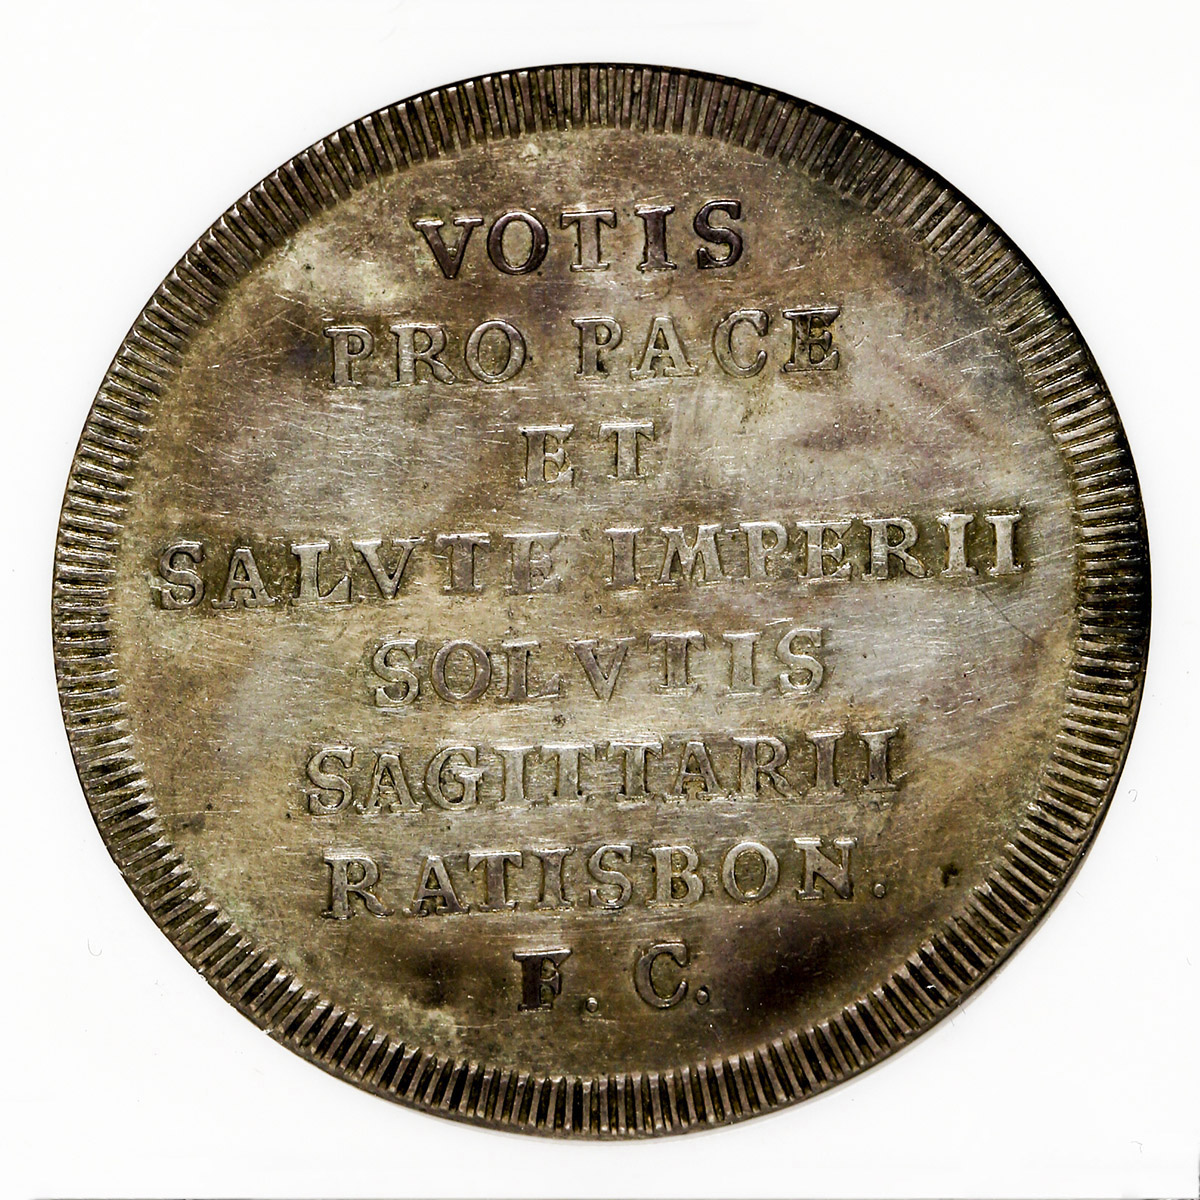 VOTIS
PRO PACE
ET
SALVTE IMPERII
SOLVTIS
SAGITTARII
RATISBON.
F. C.